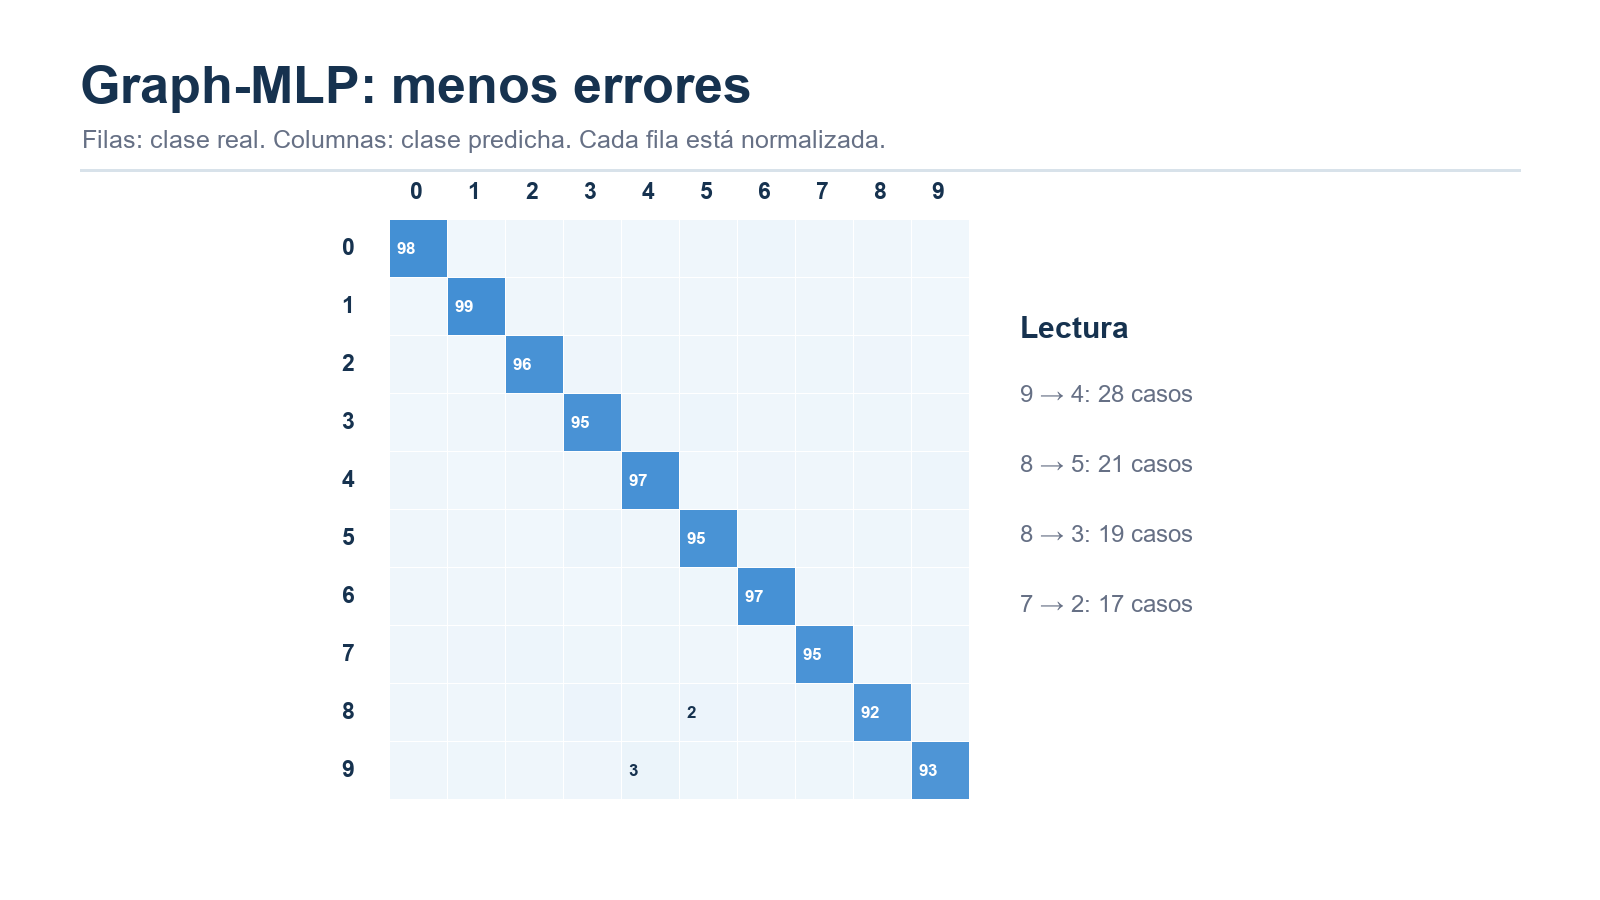 Graph-MLP: menos errores
Filas: clase real. Columnas: clase predicha. Cada fila está normalizada.
0 1 2 3 4 5 6 7 8 9
0 98
1 99
2 96
3 95
4 97
5 95
6 97
7 95
8 2 92
9 3 93
Lectura
9 → 4: 28 casos
8 → 5: 21 casos
8 → 3: 19 casos
7 → 2: 17 casos